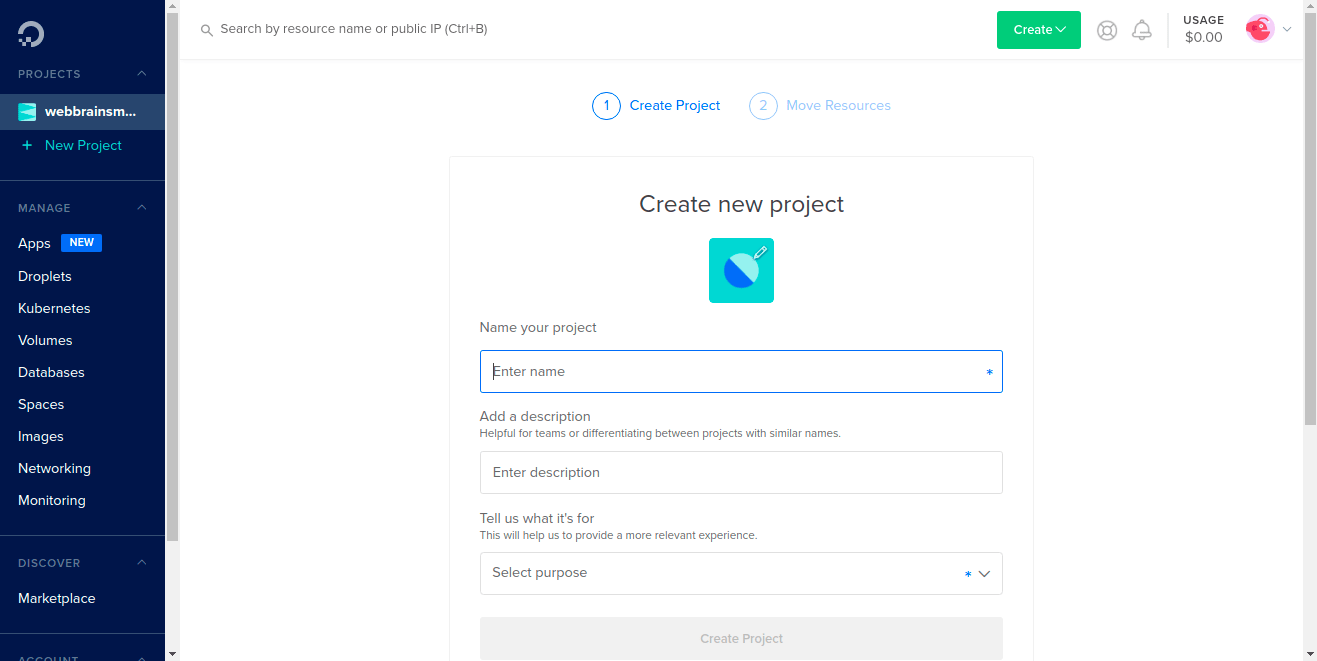 Search by resource name or public IP (Ctrl+B)
Create
USAGE
$0.00
PROJECTS
webbrainsm...
+ New Project
MANAGE
Apps NEW
Droplets
Kubernetes
Volumes
Databases
Spaces
Images
Networking
Monitoring
DISCOVER
Marketplace
ACCOUNT
1 Create Project
2 Move Resources
Create new project
Name your project
Enter name *
Add a description
Helpful for teams or differentiating between projects with similar names.
Enter description
Tell us what it's for
This will help us to provide a more relevant experience.
Select purpose *
Create Project